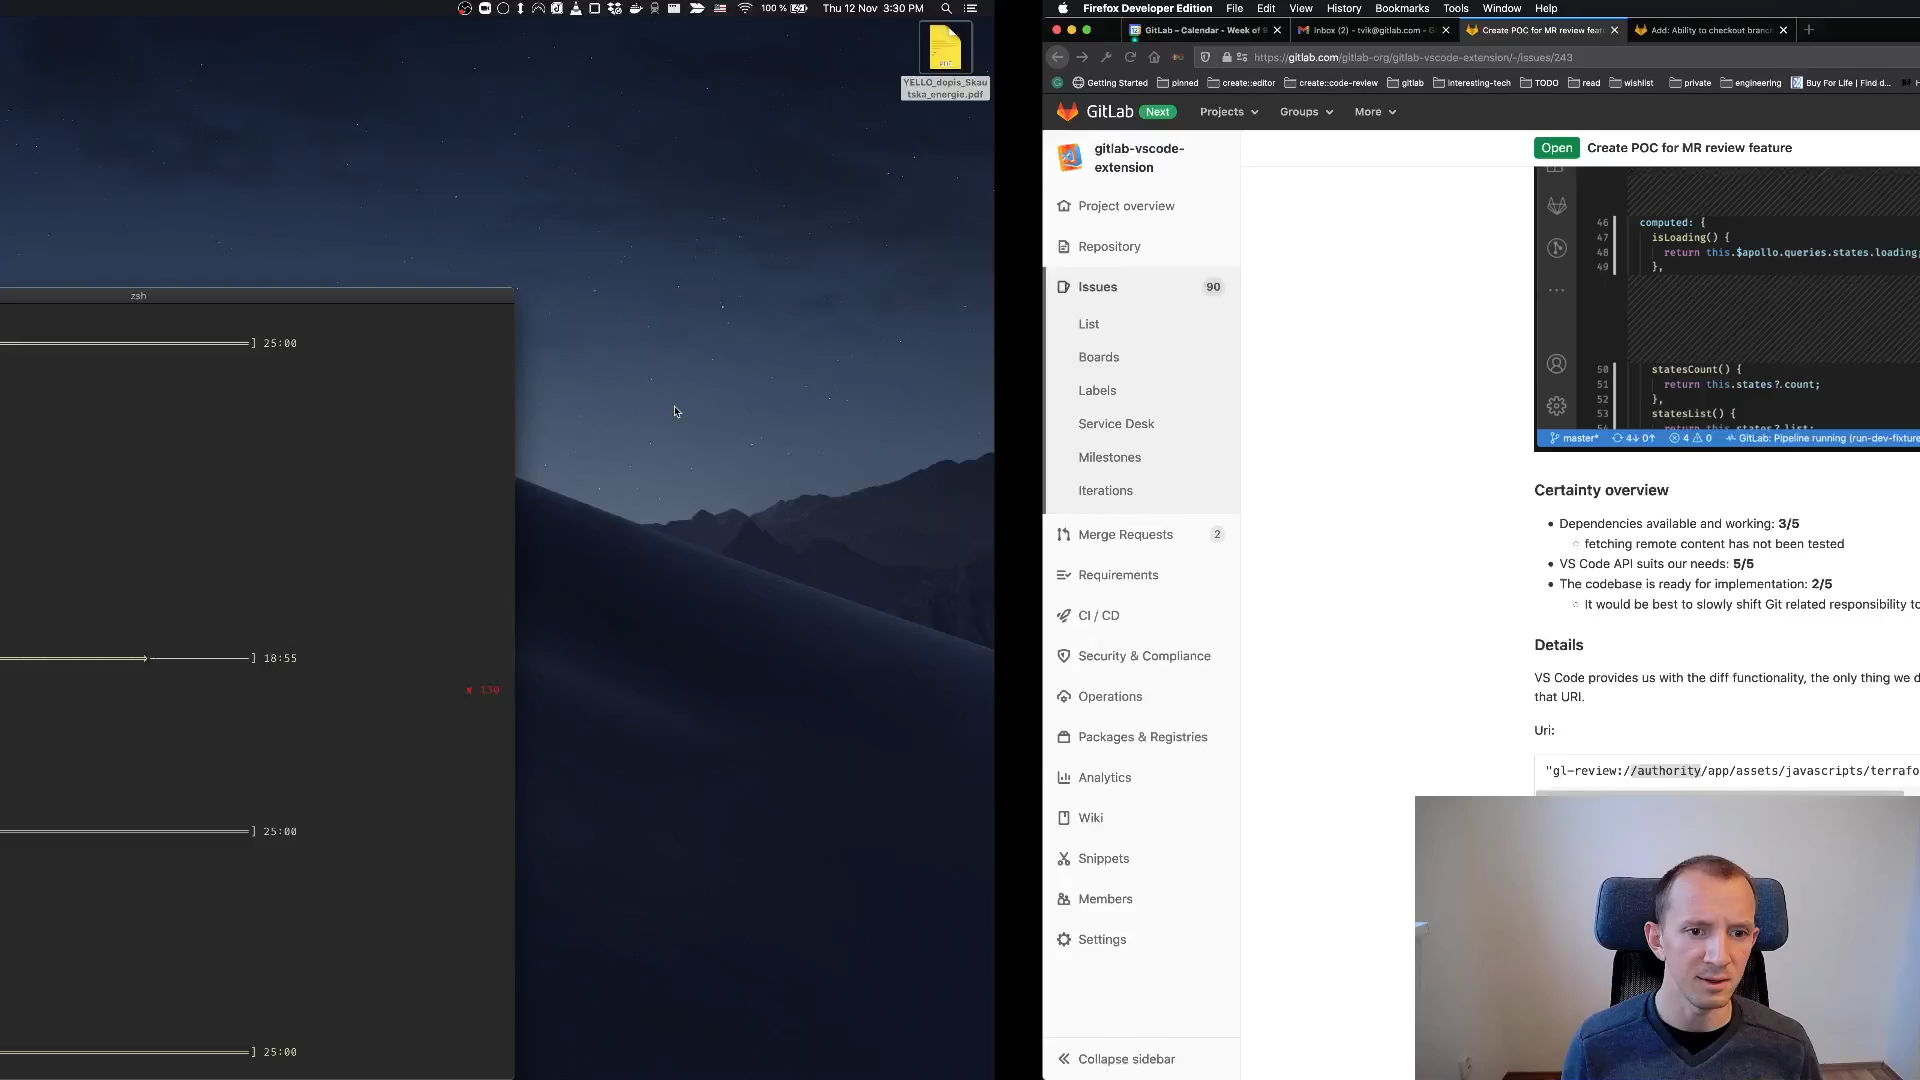 100 %
Thu 12 Nov 3:30 PM
YELLO_dopis_Skau
tska_energie.pdf
zsh
] 25:00
] 18:55
130
] 25:00
] 25:00
Firefox Developer Edition File Edit View History Bookmarks Tools Window Help
GitLab – Calendar - Week of 9
Inbox (2) - tvik@gitlab.com - G
Create POC for MR review featu
Add: Ability to checkout branch
https://gitlab.com/gitlab-org/gitlab-vscode-extension/-/issues/243
Getting Started pinned create::editor create::code-review gitlab interesting-tech TODO read wishlist private engineering Buy For Life | Find d...
GitLab Next Projects Groups More
gitlab-vscode-
extension
Project overview
Repository
Issues 90
List
Boards
Labels
Service Desk
Milestones
Iterations
Merge Requests 2
Requirements
CI / CD
Security & Compliance
Operations
Packages & Registries
Analytics
Wiki
Snippets
Members
Settings
Collapse sidebar
Open Create POC for MR review feature
46 computed: {
47 isLoading() {
48 return this.$apollo.queries.states.loading;
49 },
50 statesCount() {
51 return this.states?.count;
52 },
53 statesList() {
54 return this.states?.list;
master* 4↓ 0↑ 4 0 GitLab: Pipeline running (run-dev-fixture
Certainty overview
Dependencies available and working: 3/5
fetching remote content has not been tested
VS Code API suits our needs: 5/5
The codebase is ready for implementation: 2/5
It would be best to slowly shift Git related responsibility to
Details
VS Code provides us with the diff functionality, the only thing we d
that URI.
Uri:
"gl-review://authority/app/assets/javascripts/terrafo